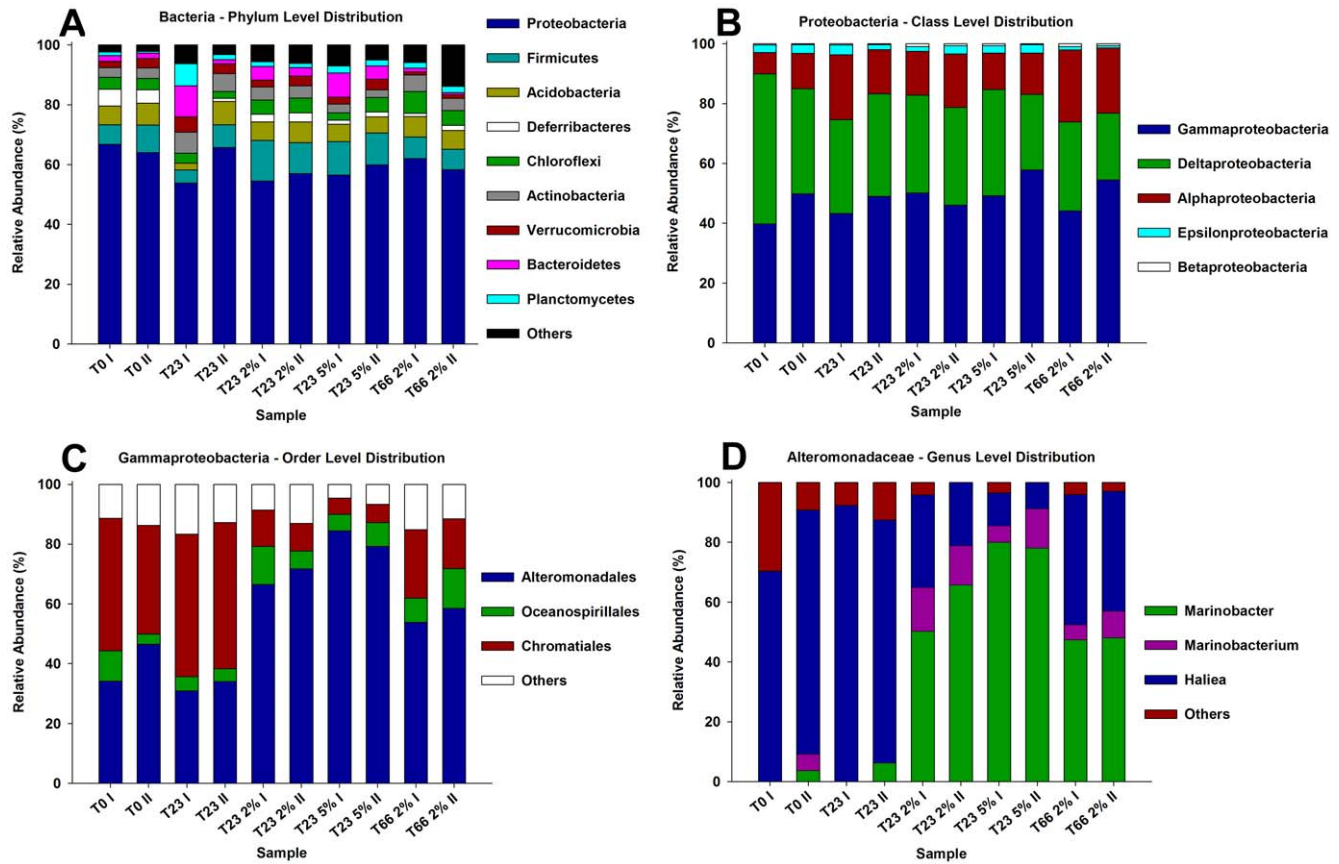 A
Bacteria - Phylum Level Distribution
Relative Abundance (%)
100
80
60
40
20
0
T0 I
T0 II
T23 I
T23 II
T23 2% I
T23 2% II
T23 5% I
T23 5% II
T66 2% I
T66 2% II
Sample
Proteobacteria
Firmicutes
Acidobacteria
Deferribacteres
Chloroflexi
Actinobacteria
Verrucomicrobia
Bacteroidetes
Planctomycetes
Others
B
Proteobacteria - Class Level Distribution
Relative Abundance (%)
100
80
60
40
20
0
T0 I
T0 II
T23 I
T23 II
T23 2% I
T23 2% II
T23 5% I
T23 5% II
T66 2% I
T66 2% II
Sample
Gammaproteobacteria
Deltaproteobacteria
Alphaproteobacteria
Epsilonproteobacteria
Betaproteobacteria
C
Gammaproteobacteria - Order Level Distribution
Relative Abundance (%)
100
80
60
40
20
0
T0 I
T0 II
T23 I
T23 II
T23 2% I
T23 2% II
T23 5% I
T23 5% II
T66 2% I
T66 2% II
Sample
Alteromonadales
Oceanospirillales
Chromatiales
Others
D
Alteromonadaceae - Genus Level Distribution
Relative Abundance (%)
100
80
60
40
20
0
T0 I
T0 II
T23 I
T23 II
T23 2% I
T23 2% II
T23 5% I
T23 5% II
T66 2% I
T66 2% II
Sample
Marinobacter
Marinobacterium
Haliea
Others